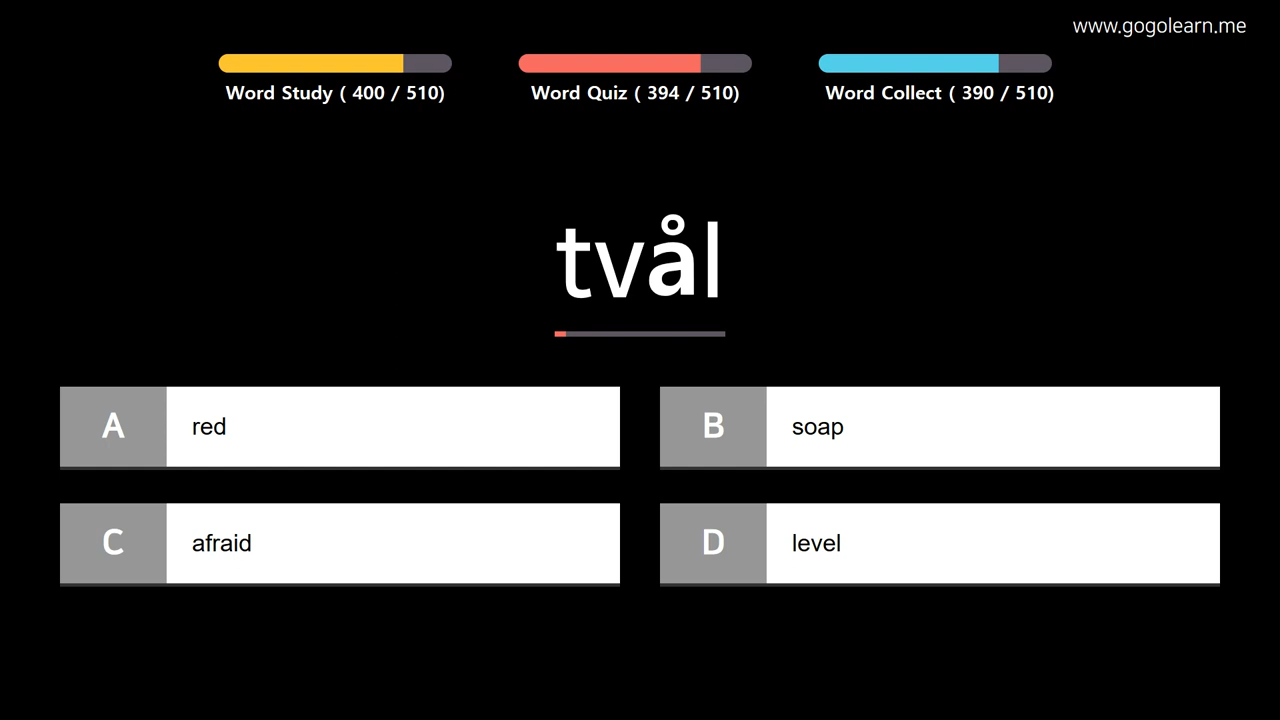 www.gogolearn.me
Word Study ( 400 / 510)
Word Quiz ( 394 / 510)
Word Collect ( 390 / 510)
tvål
A red
B soap
C afraid
D level